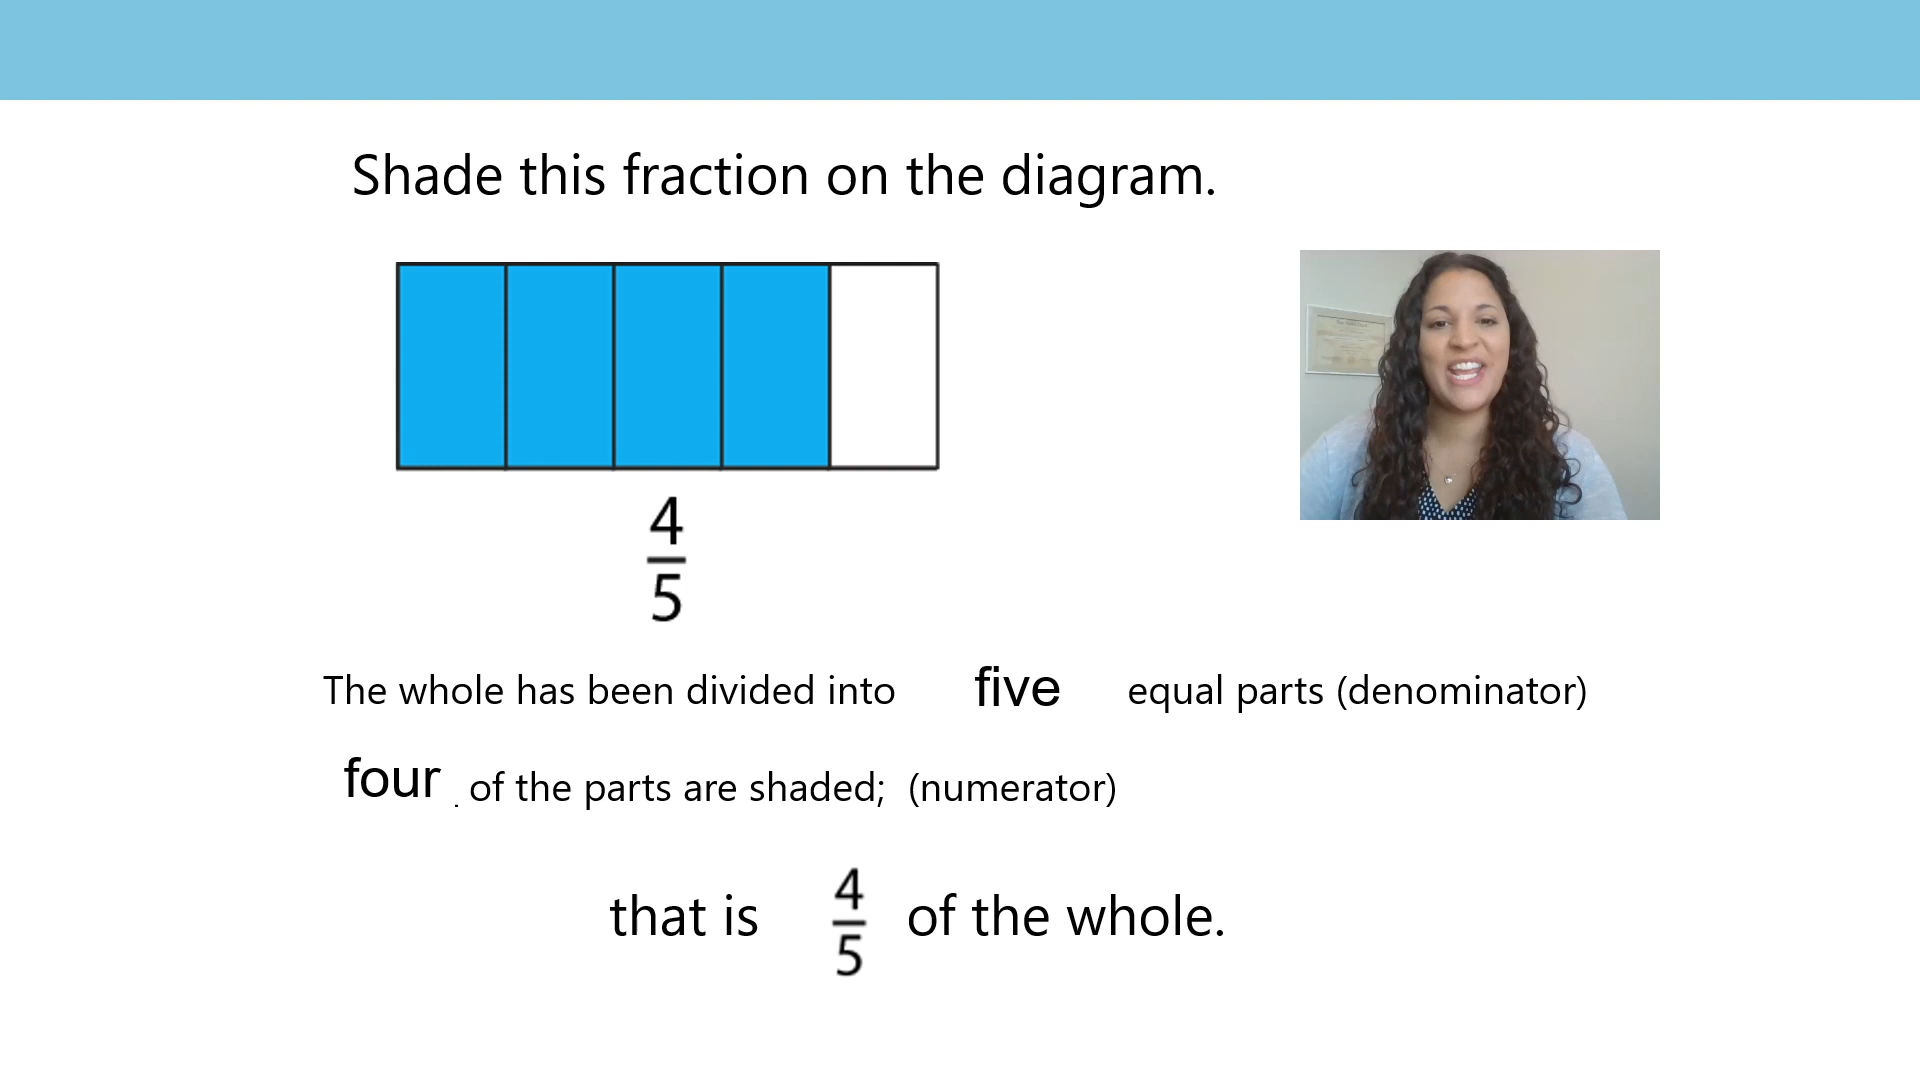 Shade this fraction on the diagram.
4
5
The whole has been divided into five equal parts (denominator)
four . of the parts are shaded; (numerator)
that is 4/5 of the whole.